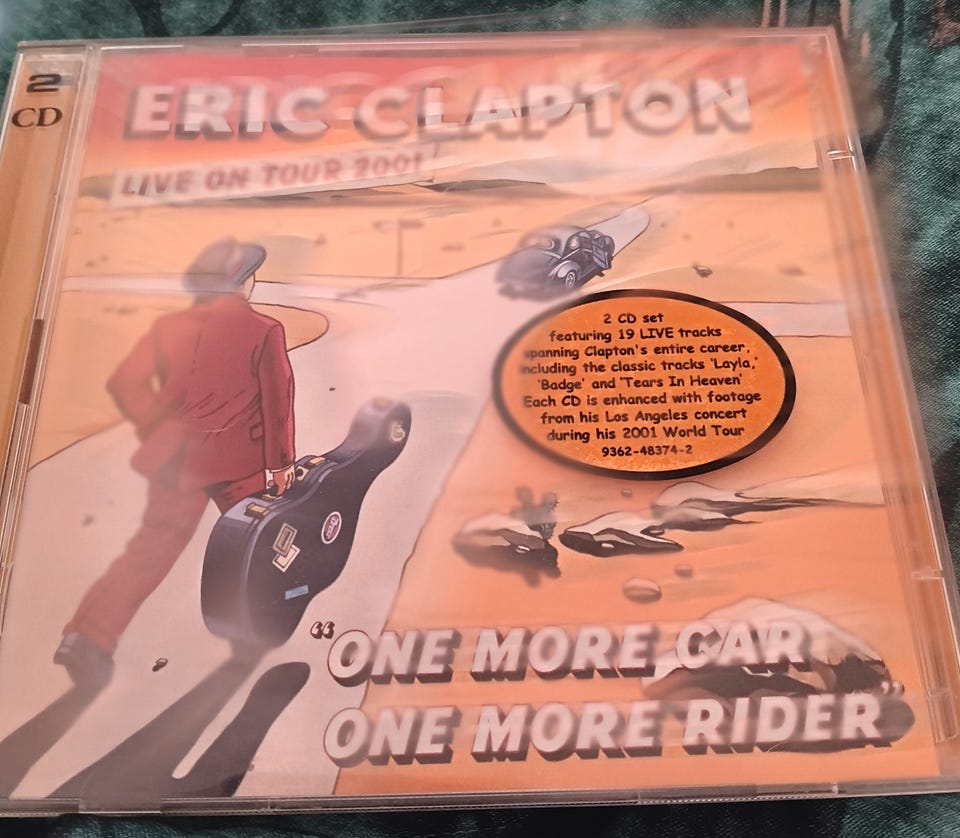 2
CD
ERIC CLAPTON
LIVE ON TOUR 2001
2 CD set
featuring 19 LIVE tracks
spanning Clapton's entire career,
including the classic tracks 'Layla,'
'Badge' and 'Tears In Heaven'
Each CD is enhanced with footage
from his Los Angeles concert
during his 2001 World Tour
9362-48374-2
“ONE MORE CAR
ONE MORE RIDER”